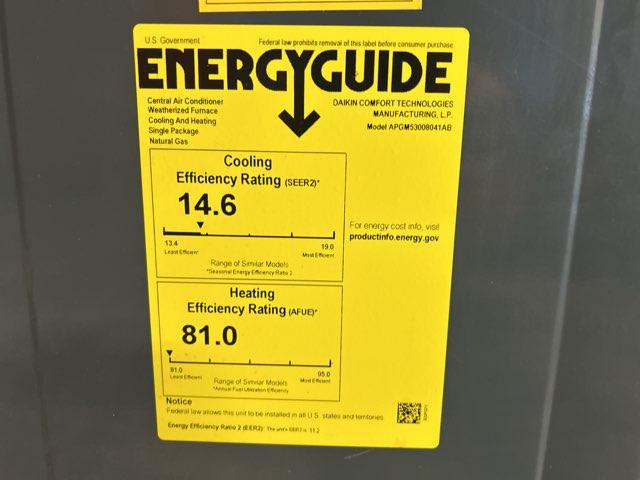 U.S. Government
Federal law prohibits removal of this label before consumer purchase.
ENERGYGUIDE
Central Air Conditioner
Weatherized Furnace
Cooling And Heating
Single Package
Natural Gas
DAIKIN COMFORT TECHNOLOGIES
MANUFACTURING, L.P.
Model APGM53008041AB
Cooling
Efficiency Rating (SEER2)*
14.6
13.4
19.0
Least Efficient
Most Efficient
Range of Similar Models
*Seasonal Energy Efficiency Ratio 2
For energy cost info, visit
productinfo.energy.gov
Heating
Efficiency Rating (AFUE)*
81.0
81.0
95.0
Least Efficient
Most Efficient
Range of Similar Models
*Annual Fuel Utilization Efficiency
Notice
Federal law allows this unit to be installed in all U.S. states and territories.
Energy Efficiency Ratio 2 (EER2): The unit's EER2 is 11.2